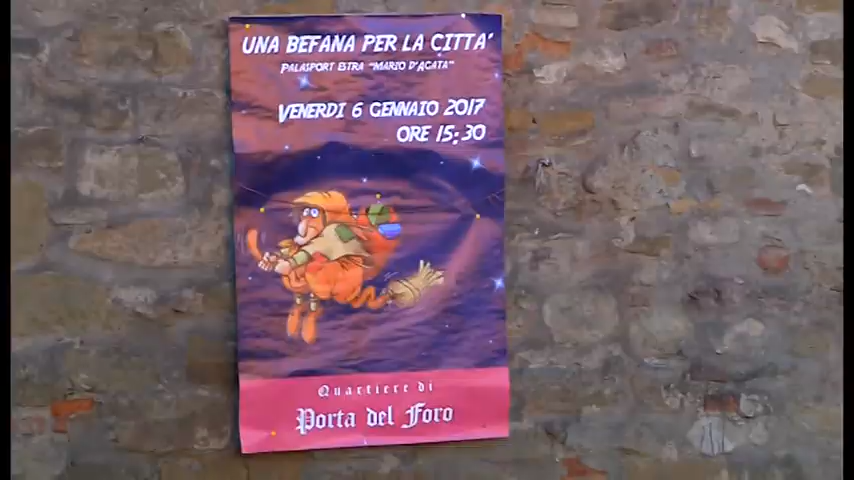 UNA BEFANA PER LA CITTA'
PALASPORT ESTRA "MARIO D'AGATA"
VENERDI 6 GENNAIO 2017
ORE 15:30
Quartiere di
Porta del Foro